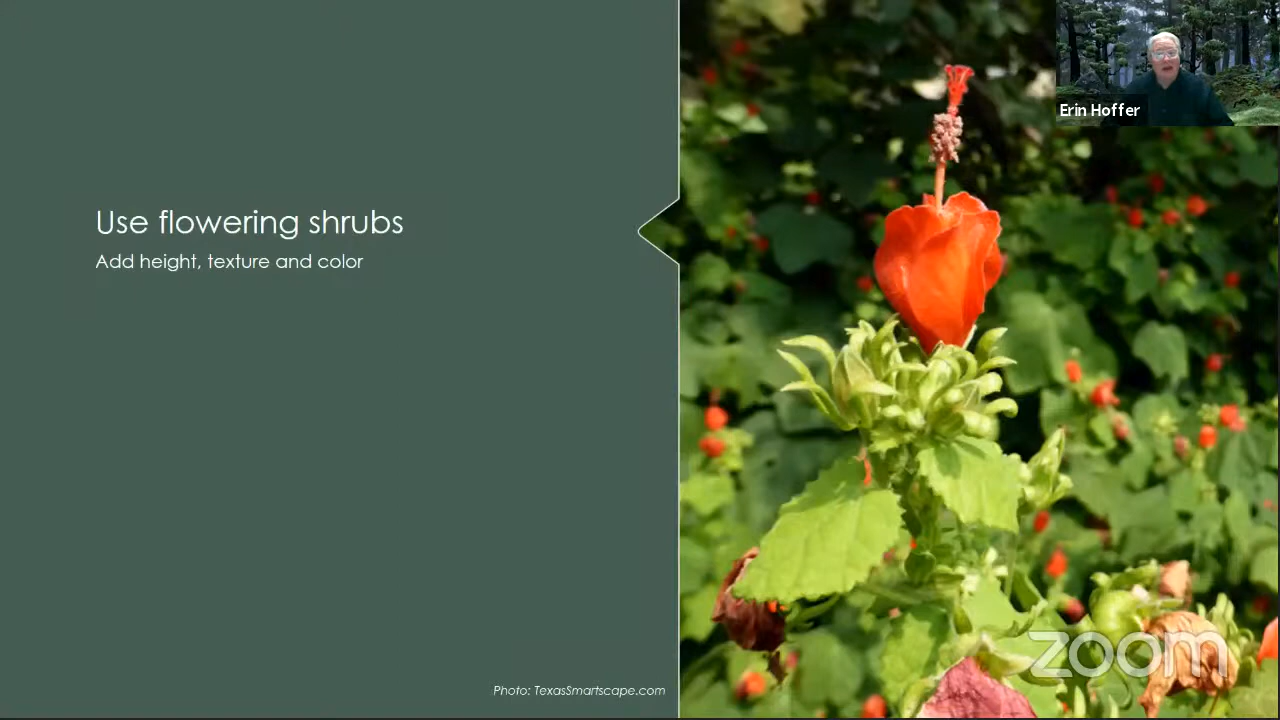 Erin Hoffer
Use flowering shrubs
Add height, texture and color
Photo: TexasSmartscape.com
zoom